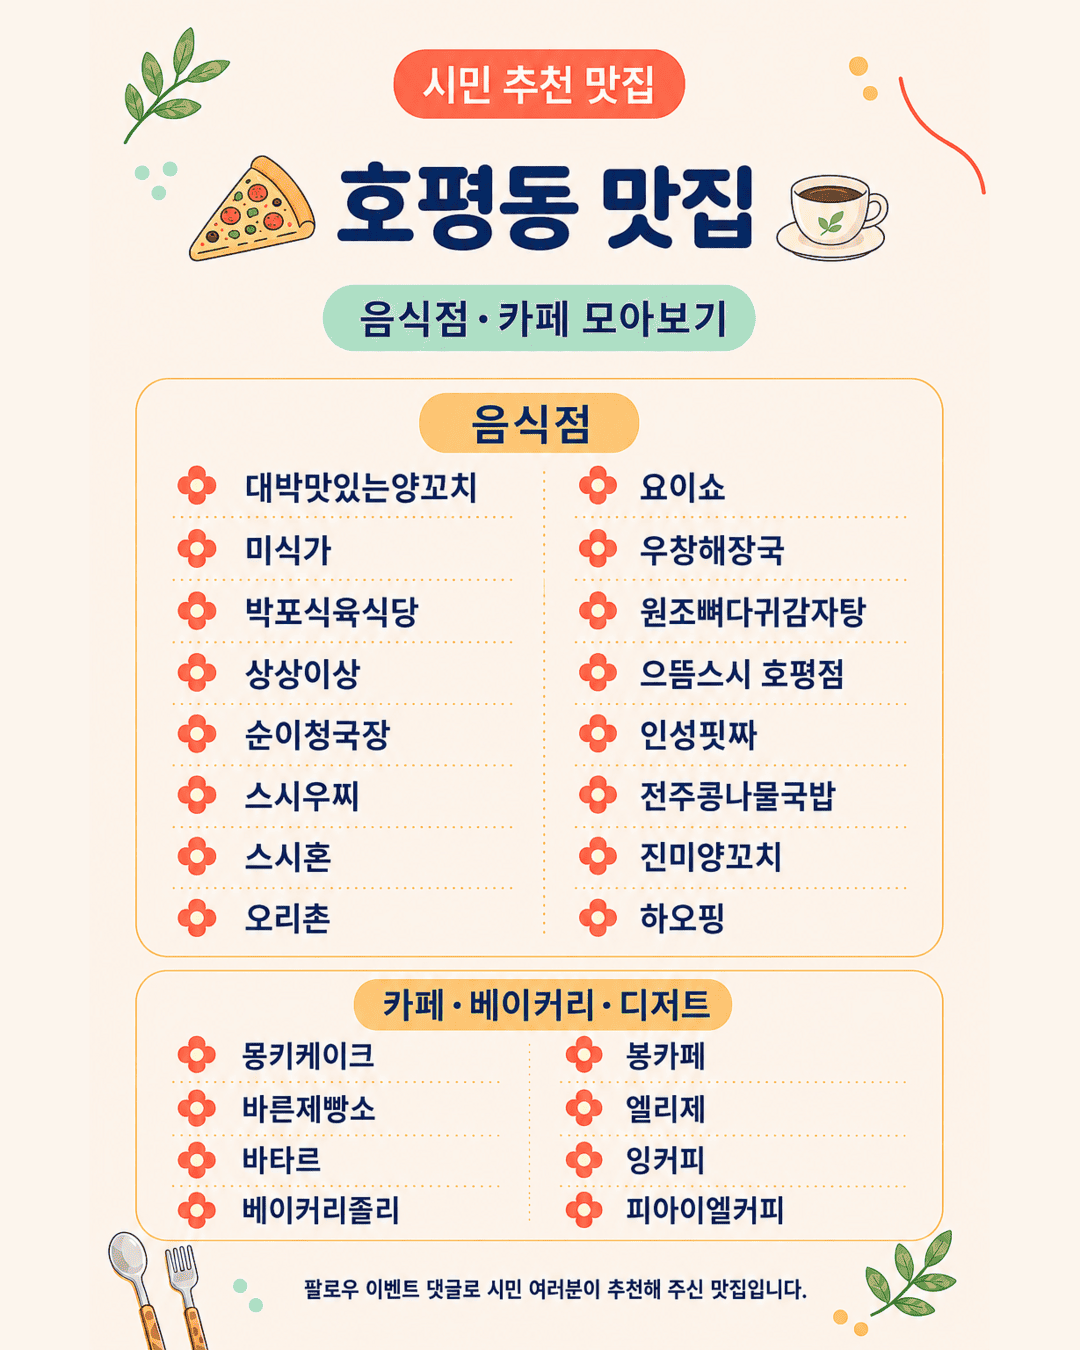 시민 추천 맛집
호평동 맛집
음식점·카페 모아보기
음식점
대박맛있는양꼬치
미식가
박포식육식당
상상이상
순이청국장
스시우찌
스시혼
오리촌
요이쇼
우창해장국
원조뼈다귀감자탕
으뜸스시 호평점
인성핏짜
전주콩나물국밥
진미양꼬치
하오핑
카페·베이커리·디저트
몽키케이크
바른제빵소
바타르
베이커리졸리
봉카페
엘리제
잉커피
피아이엘커피
팔로우 이벤트 댓글로 시민 여러분이 추천해 주신 맛집입니다.